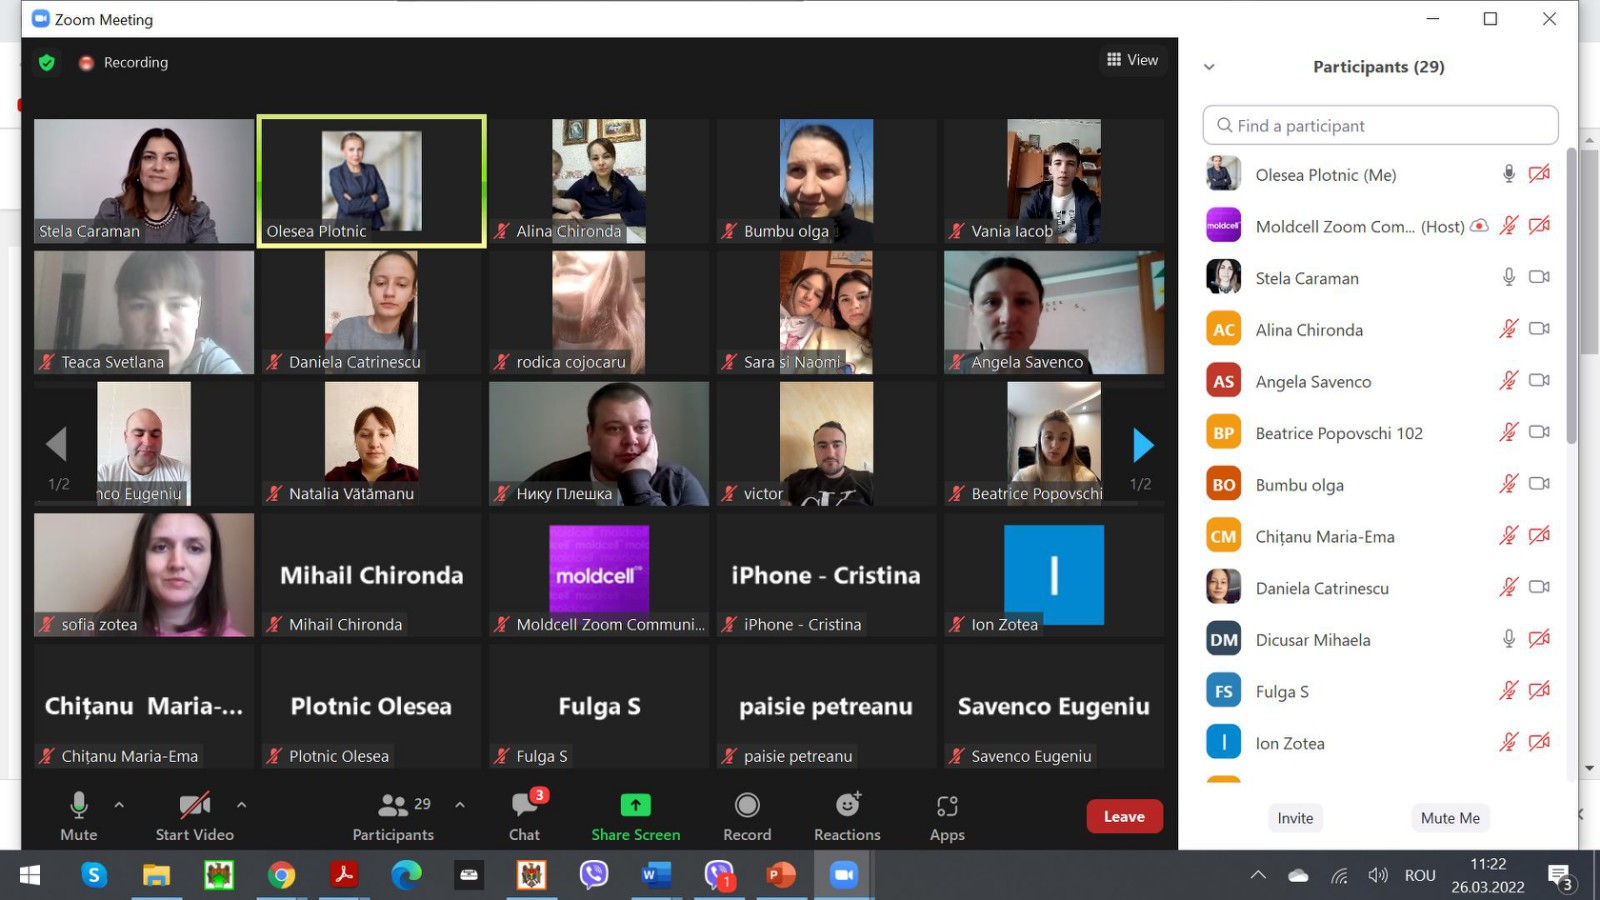 Zoom Meeting
Recording
View
Stela Caraman
Olesea Plotnic
Alina Chironda
Bumbu olga
Vania Iacob
Teaca Svetlana
Daniela Catrinescu
rodica cojocaru
Sara si Naomi
Angela Savenco
1/2
nco Eugeniu
Natalia Vătămanu
Нику Плешка
victor
Beatrice Popovschi
1/2
sofia zotea
Mihail Chironda
Mihail Chironda
moldcell
Moldcell Zoom Communi...
iPhone - Cristina
iPhone - Cristina
I
Ion Zotea
Chițanu Maria-...
Chițanu Maria-Ema
Plotnic Olesea
Plotnic Olesea
Fulga S
Fulga S
paisie petreanu
paisie petreanu
Savenco Eugeniu
Savenco Eugeniu
Mute
Start Video
29
Participants
3
Chat
Share Screen
Record
Reactions
Apps
Leave
Participants (29)
Find a participant
Olesea Plotnic (Me)
moldcell
Moldcell Zoom Com... (Host)
Stela Caraman
AC Alina Chironda
AS Angela Savenco
BP Beatrice Popovschi 102
BO Bumbu olga
CM Chițanu Maria-Ema
Daniela Catrinescu
DM Dicusar Mihaela
FS Fulga S
I Ion Zotea
Invite
Mute Me
1
ROU
11:22
26.03.2022
3